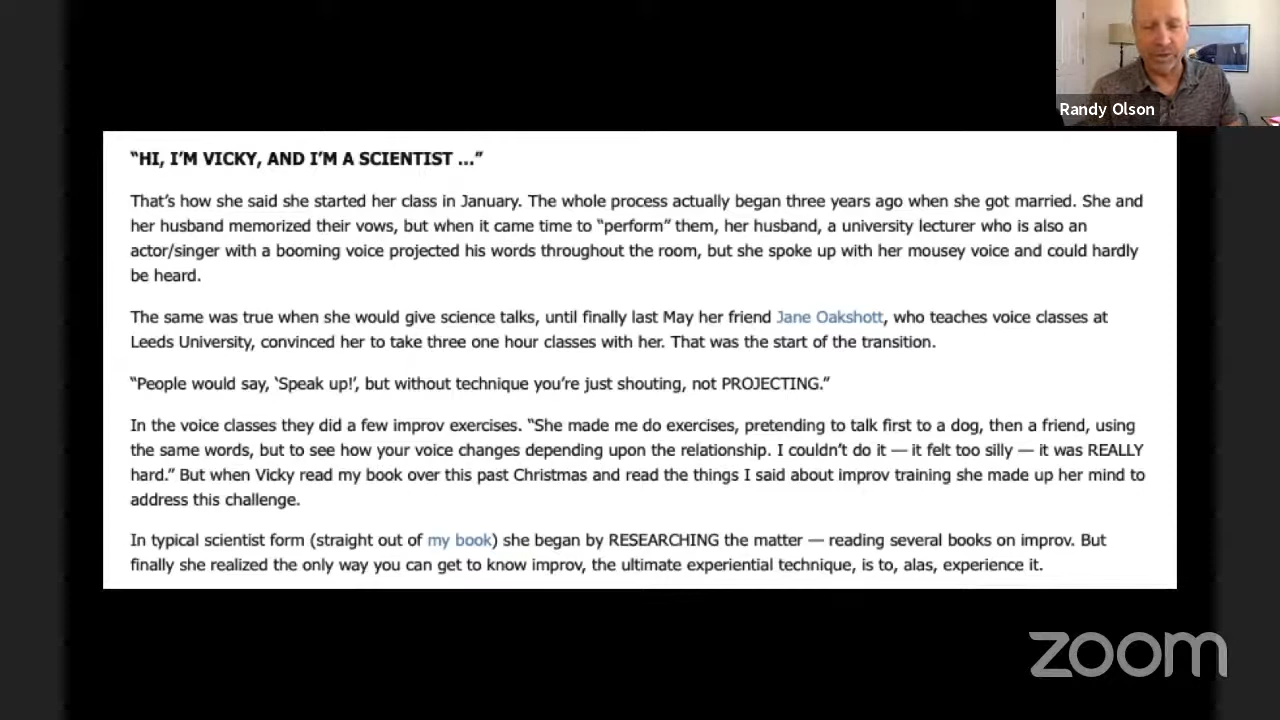 Randy Olson
“HI, I’M VICKY, AND I’M A SCIENTIST ...”
That’s how she said she started her class in January. The whole process actually began three years ago when she got married. She and
her husband memorized their vows, but when it came time to “perform” them, her husband, a university lecturer who is also an
actor/singer with a booming voice projected his words throughout the room, but she spoke up with her mousey voice and could hardly
be heard.
The same was true when she would give science talks, until finally last May her friend Jane Oakshott, who teaches voice classes at
Leeds University, convinced her to take three one hour classes with her. That was the start of the transition.
“People would say, ‘Speak up!’, but without technique you’re just shouting, not PROJECTING.”
In the voice classes they did a few improv exercises. “She made me do exercises, pretending to talk first to a dog, then a friend, using
the same words, but to see how your voice changes depending upon the relationship. I couldn’t do it — it felt too silly — it was REALLY
hard.” But when Vicky read my book over this past Christmas and read the things I said about improv training she made up her mind to
address this challenge.
In typical scientist form (straight out of my book) she began by RESEARCHING the matter — reading several books on improv. But
finally she realized the only way you can get to know improv, the ultimate experiential technique, is to, alas, experience it.
zoom